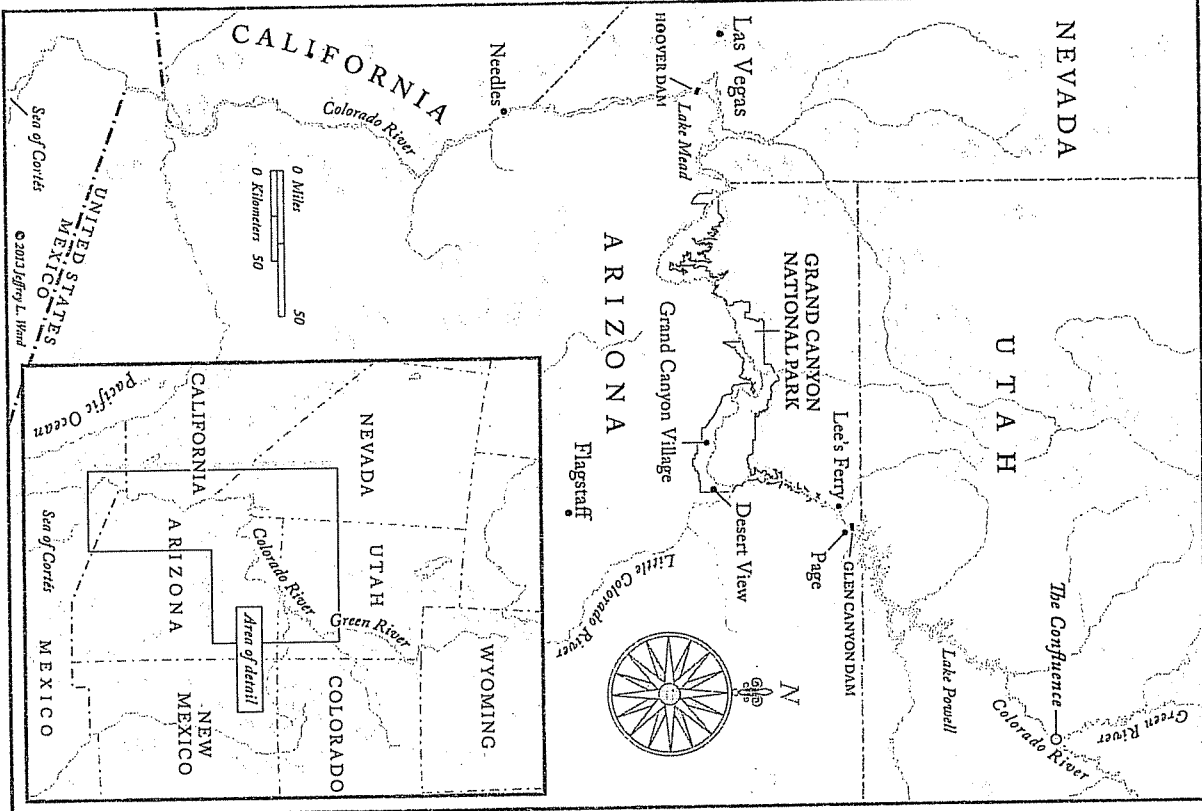 NEVADA
UTAH
Las Vegas
HOOVER DAM
Lake Mead
CALIFORNIA
Needles
Colorado River
GRAND CANYON
NATIONAL PARK
ARIZONA
Grand Canyon Village
Desert View
Flagstaff
Lee's Ferry
Page
GLEN CANYON DAM
Little Colorado River
Lake Powell
The Confluence
Green River
Colorado River
N
0 Miles 50
0 Kilometers 50
Sea of Cortés
UNITED STATES
MEXICO
© 2013 Jeffrey L. Ward
WYOMING
NEVADA
UTAH
COLORADO
CALIFORNIA
Green River
Colorado River
Area of detail
ARIZONA
NEW
MEXICO
Pacific Ocean
Sea of Cortés
MEXICO